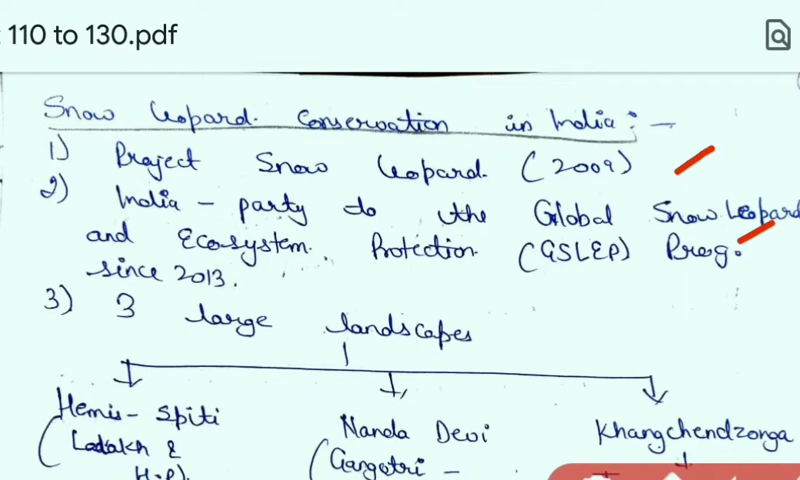 110 to 130.pdf
Snow leopard Conservation in India:-
1) Project Snow leopard (2009)
2) India - party to the Global Snow Leopard
and Ecosystem Protection (GSLEP) Prog.
since 2013.
3) 3 large landscapes
Hemis - Spiti Nanda Devi Khangchendzonga
(Ladakh & (Gangotri -
H.P).